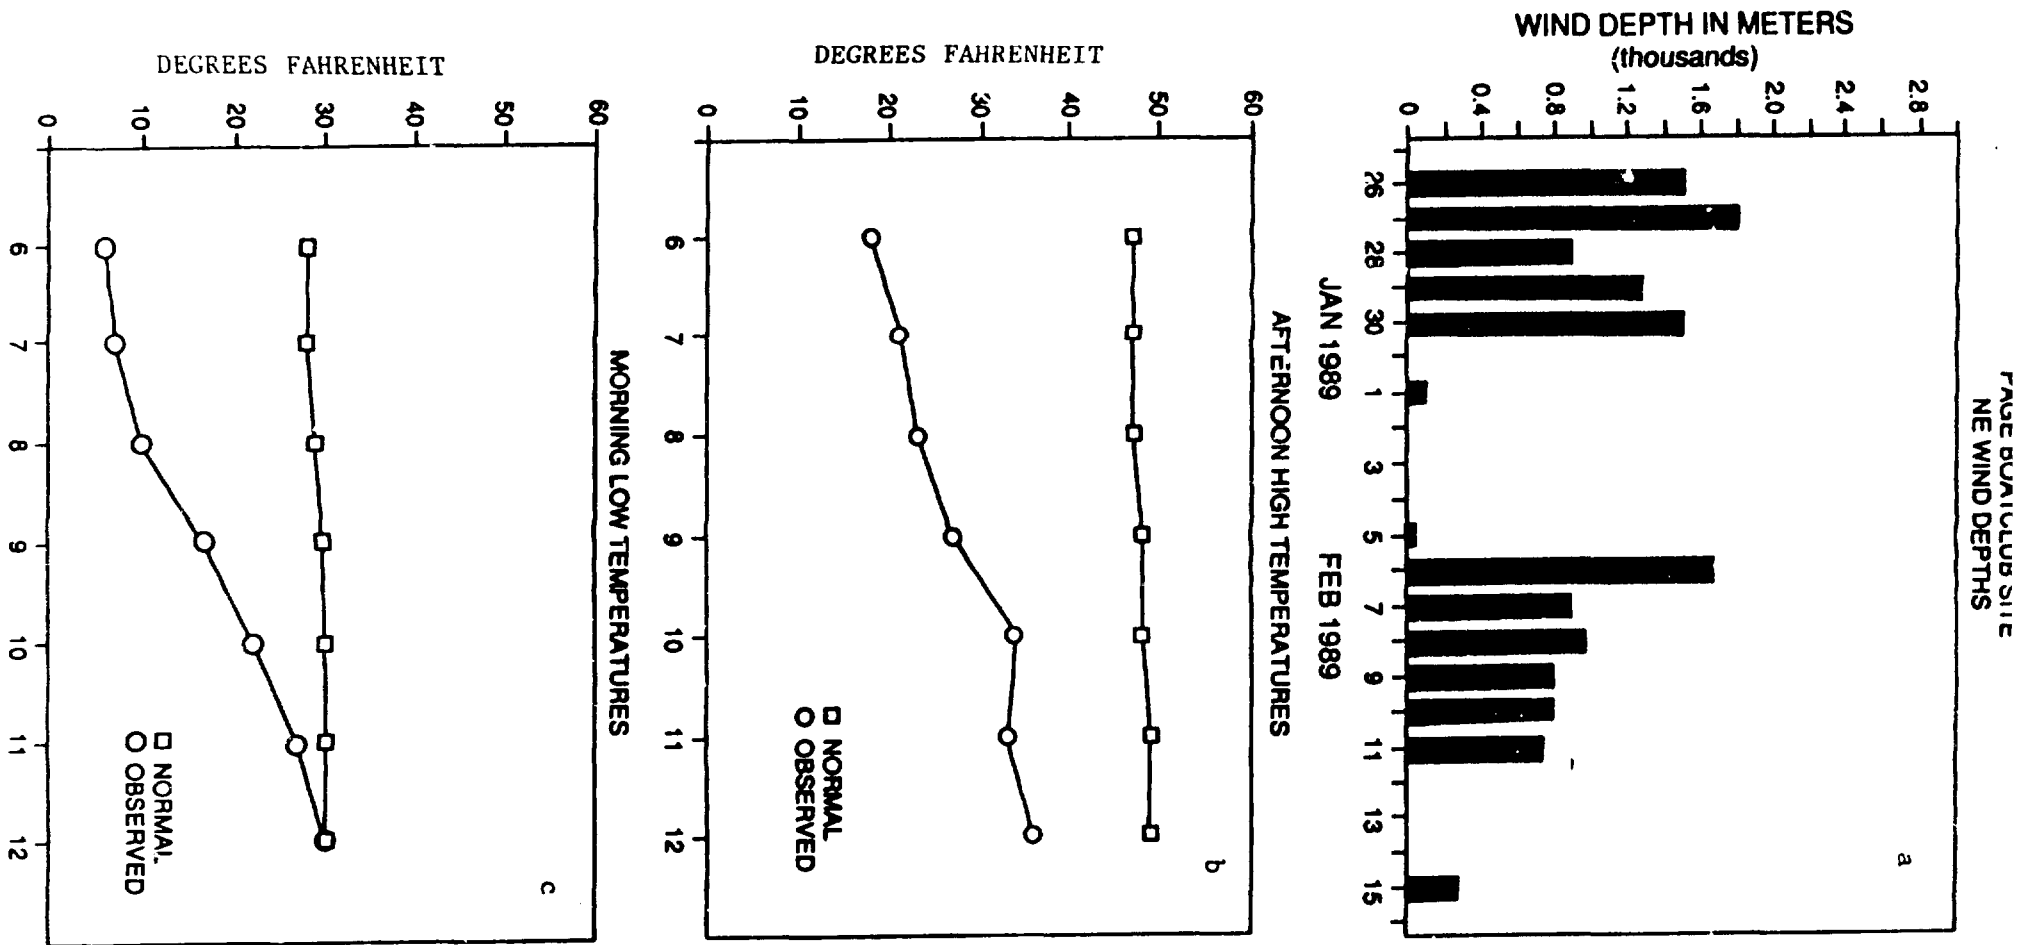 NE WIND DEPTHS
WIND DEPTH IN METERS
(thousands)
2.8
2.4
2.0
1.6
1.2
0.8
0.4
0
26
28
30
1
3
5
7
9
11
13
15
JAN 1989
FEB 1989
a
AFTERNOON HIGH TEMPERATURES
DEGREES FAHRENHEIT
60
50
40
30
20
10
0
6
7
8
9
10
11
12
□ NORMAL
O OBSERVED
b
MORNING LOW TEMPERATURES
DEGREES FAHRENHEIT
60
50
40
30
20
10
0
6
7
8
9
10
11
12
□ NORMAL
O OBSERVED
c